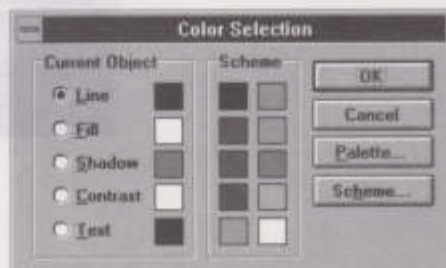 Color Selection
Current Object
Line
Fill
Shadow
Contrast
Text
Scheme
OK
Cancel
Palette...
Scheme...